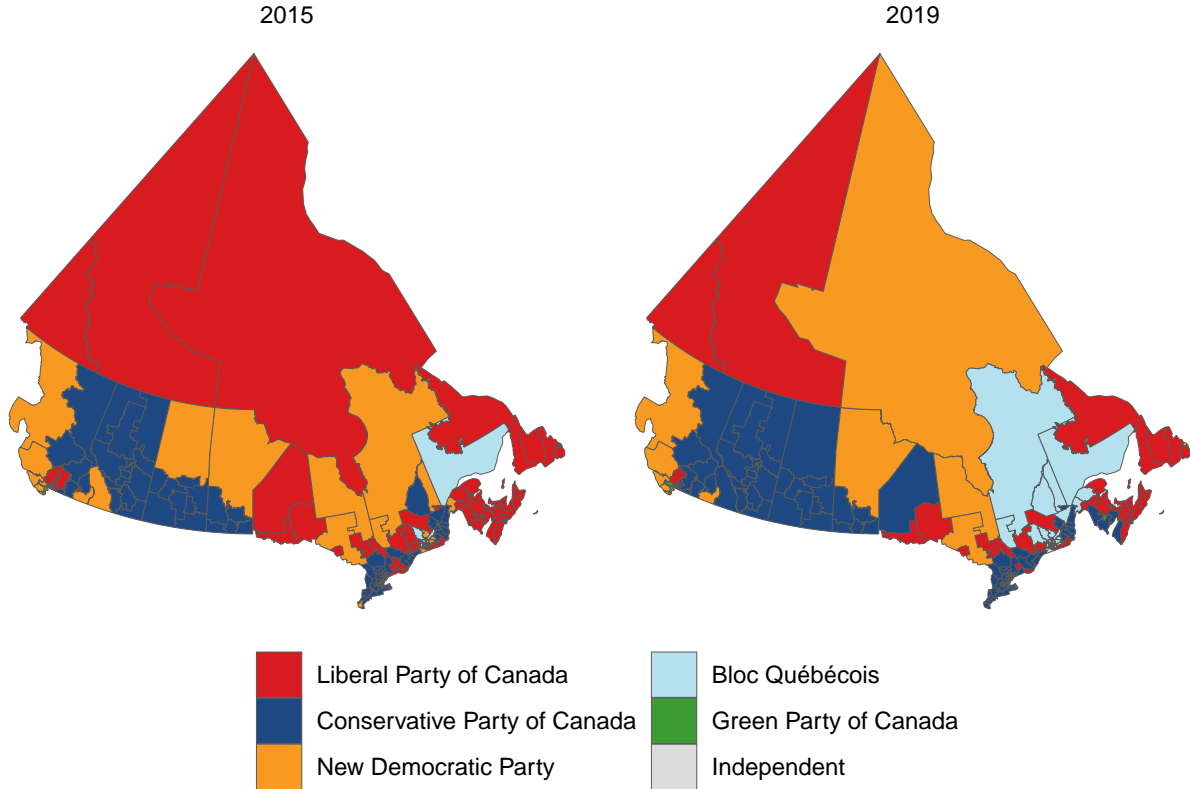 2015
2019
Liberal Party of Canada
Conservative Party of Canada
New Democratic Party
Bloc Québécois
Green Party of Canada
Independent